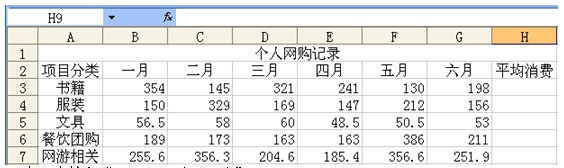 H9 fx
A B C D E F G H
1 个人网购记录
2 项目分类 一月 二月 三月 四月 五月 六月 平均消费
3 书籍 354 145 321 241 130 198
4 服装 150 329 169 147 212 156
5 文具 56.5 58 60 48.5 50.5 53
6 餐饮团购 189 173 163 163 386 211
7 网游相关 255.6 356.3 204.6 185.4 356.6 251.9